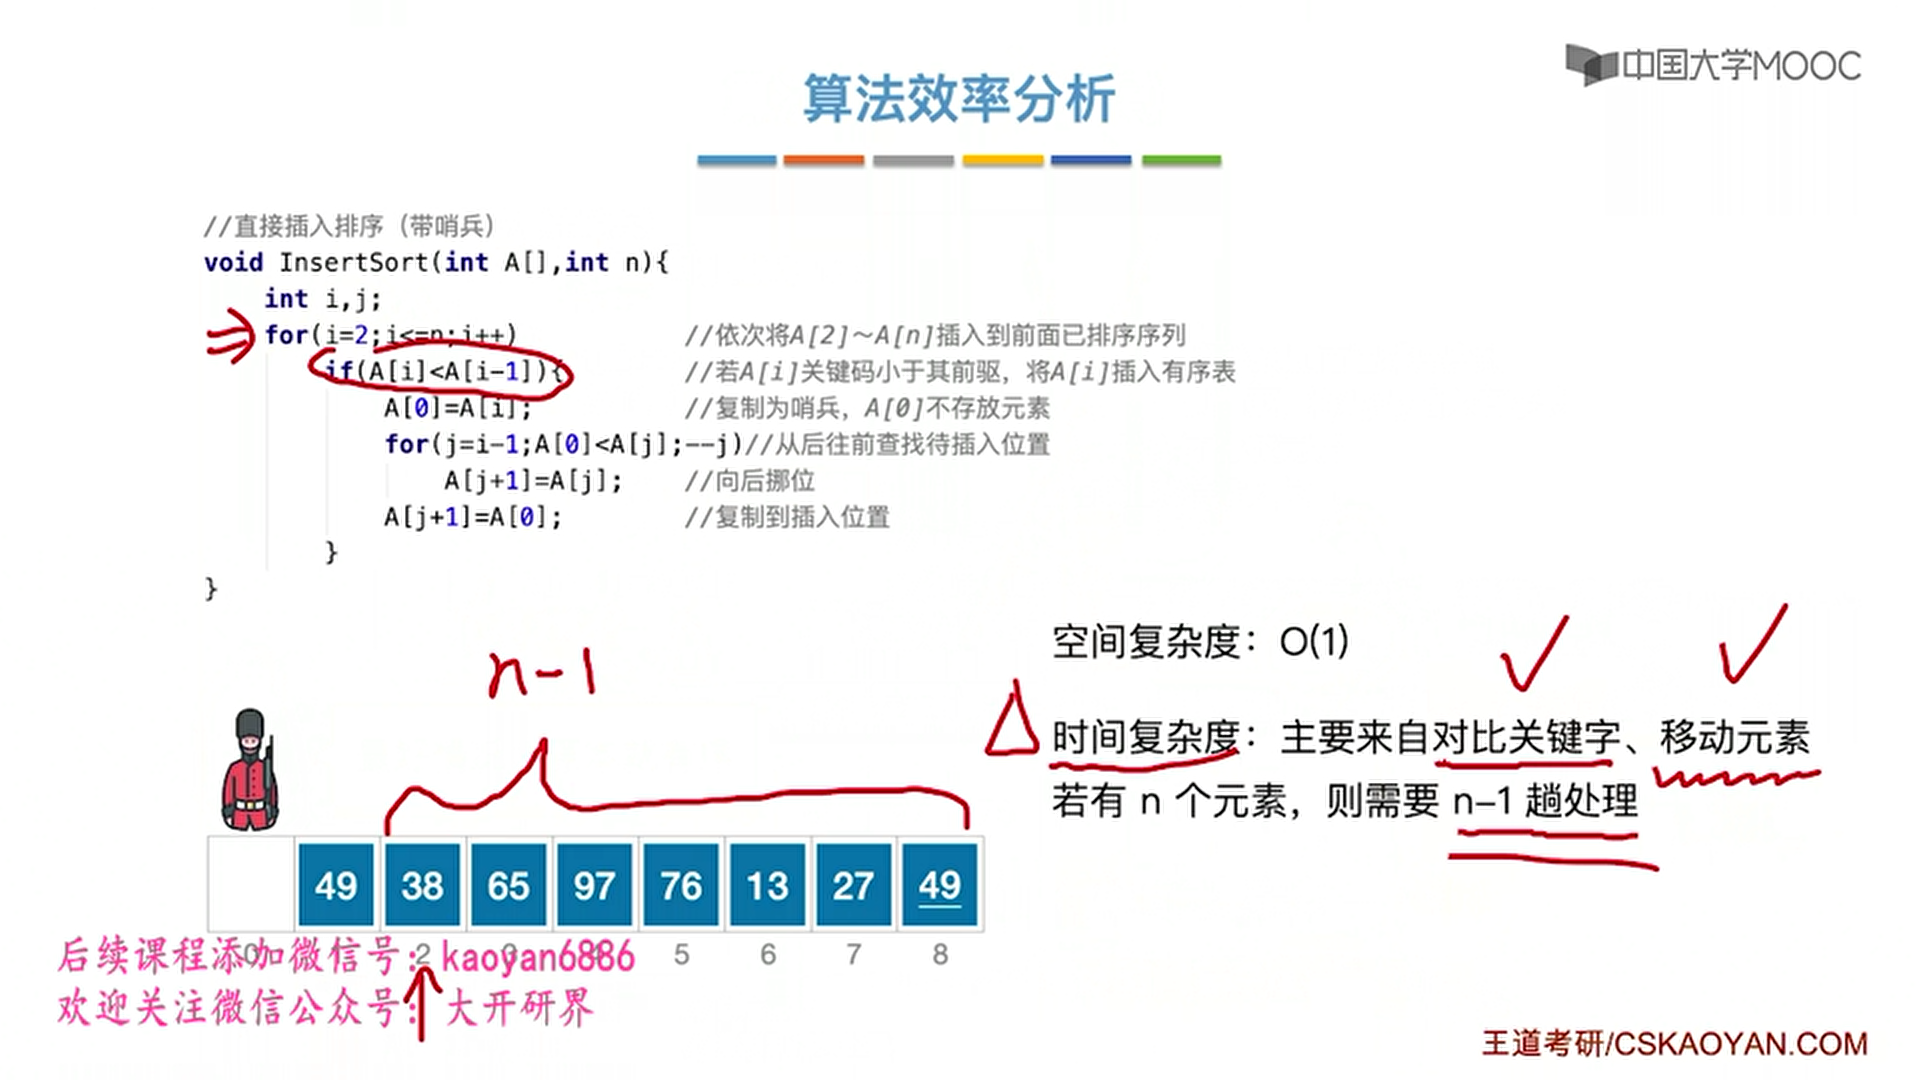 中国大学MOOC
算法效率分析
//直接插入排序（带哨兵）
void InsertSort(int A[],int n){
int i,j;
for(i=2;i<=n;i++) //依次将A[2]～A[n]插入到前面已排序序列
if(A[i]<A[i-1]){ //若A[i]关键码小于其前驱，将A[i]插入有序表
A[0]=A[i]; //复制为哨兵，A[0]不存放元素
for(j=i-1;A[0]<A[j];--j)//从后往前查找待插入位置
A[j+1]=A[j]; //向后挪位
A[j+1]=A[0]; //复制到插入位置
}
}
空间复杂度：O(1)
n-1
时间复杂度：主要来自对比关键字、移动元素
若有 n 个元素，则需要 n-1 趟处理
49 38 65 97 76 13 27 49
0 2 3 5 6 7 8
后续课程添加微信号：kaoyan6886
欢迎关注微信公众号：大开研界
王道考研/CSKAOYAN.COM